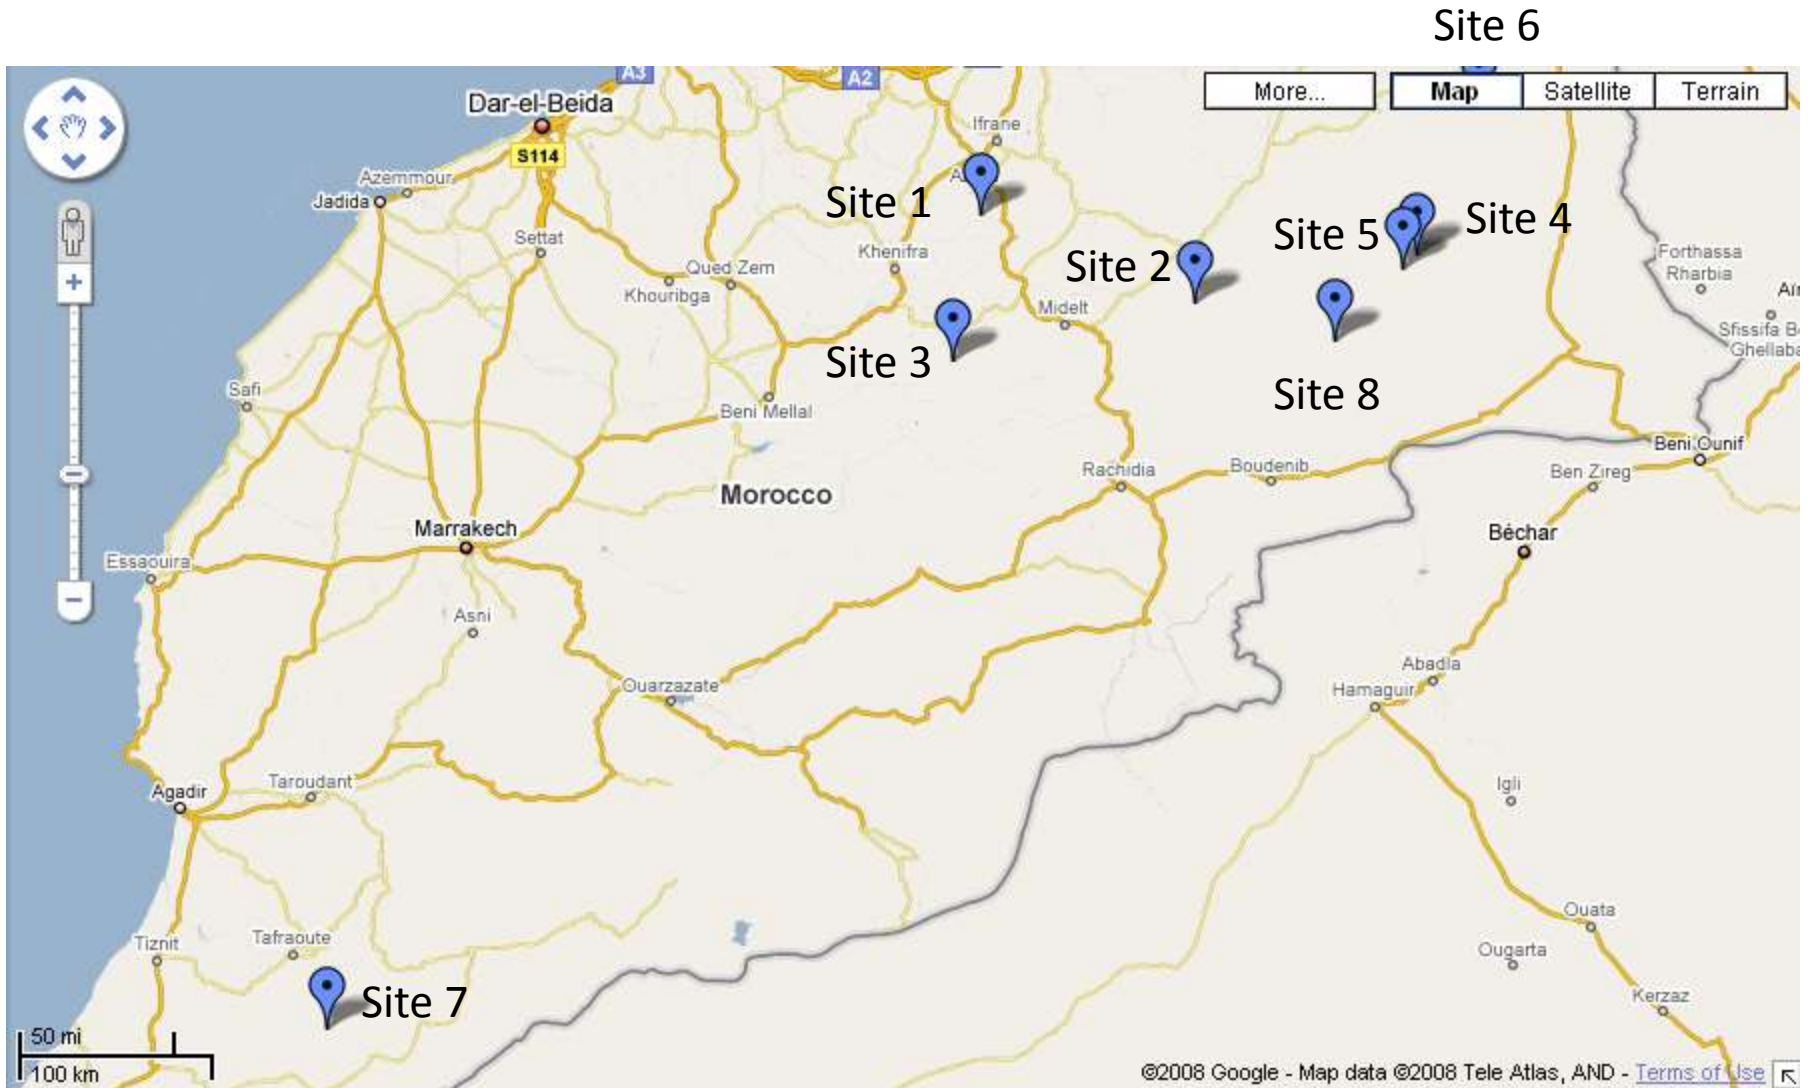 Site 6
A3
A2
More...
Map
Satellite
Terrain
Dar-el-Beida
S114
Ifrane
Azemmour
Jadida
Site 1
Site 5
Site 4
Settat
Khenifra
Site 2
Forthassa
Rharbia
Qued Zem
Khouribga
Midelt
Site 3
Sfissifa
Ghellaba
Safi
Beni Mellal
Site 8
Beni Ounif
Rachidia
Boudenib
Ben Zireg
Morocco
Marrakech
Béchar
Essaouira
Asni
Abadla
Ouarzazate
Hamaguir
Taroudant
Agadir
Igli
Ouata
Tiznit
Tafraoute
Ougarta
Site 7
Kerzaz
50 mi
100 km
©2008 Google - Map data ©2008 Tele Atlas, AND - Terms of Use